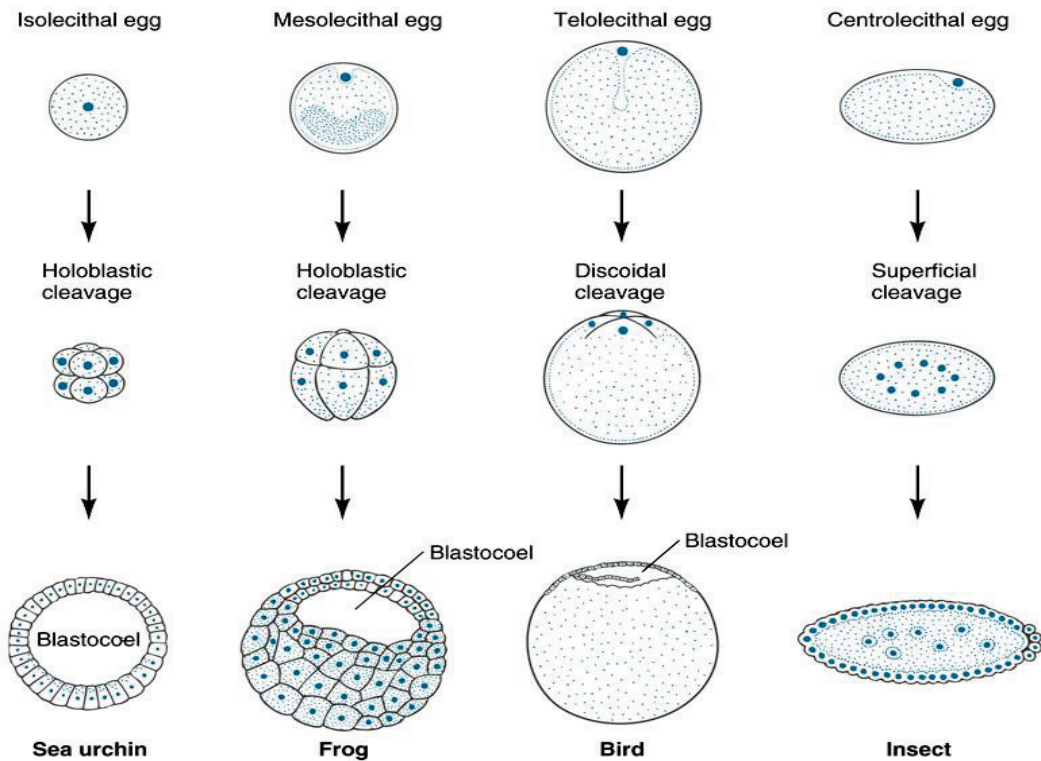 Isolecithal egg
Mesolecithal egg
Telolecithal egg
Centrolecithal egg
Holoblastic
cleavage
Holoblastic
cleavage
Discoidal
cleavage
Superficial
cleavage
Blastocoel
Blastocoel
Blastocoel
Sea urchin
Frog
Bird
Insect